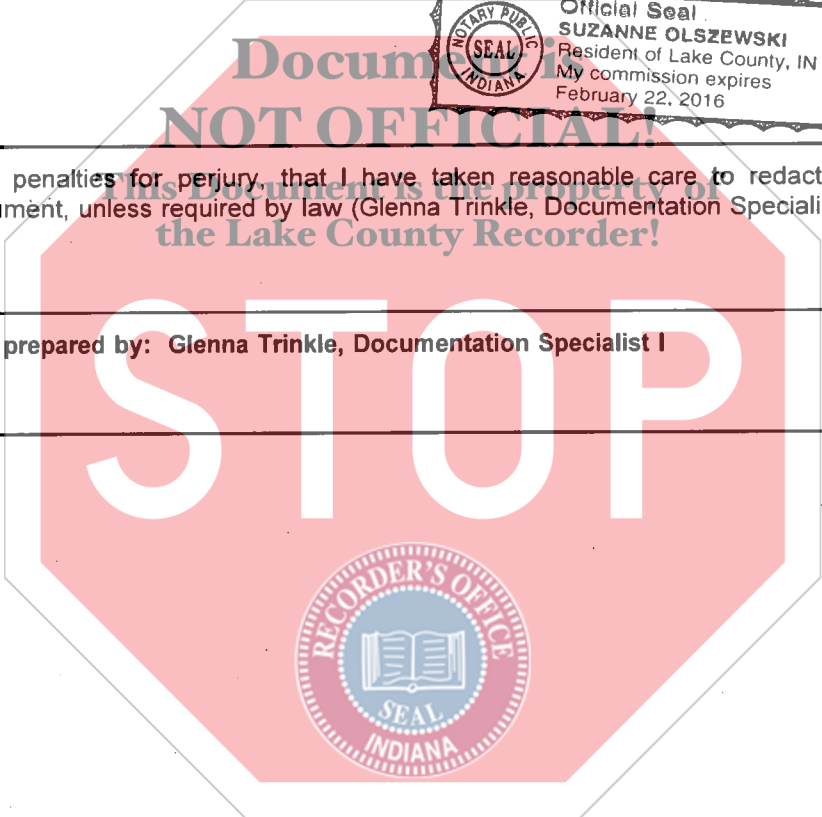 Official Seal
SUZANNE OLSZEWSKI
Resident of Lake County, IN
My commission expires
February 22, 2016
NOTARY PUBLIC
SEAL
INDIANA
Document is
NOT OFFICIAL!
penalties for perjury, that I have taken reasonable care to redact
This Document is the property of
ument, unless required by law (Glenna Trinkle, Documentation Speciali
the Lake County Recorder!
prepared by: Glenna Trinkle, Documentation Specialist I
STOP
RECORDER'S OFFICE
SEAL
INDIANA